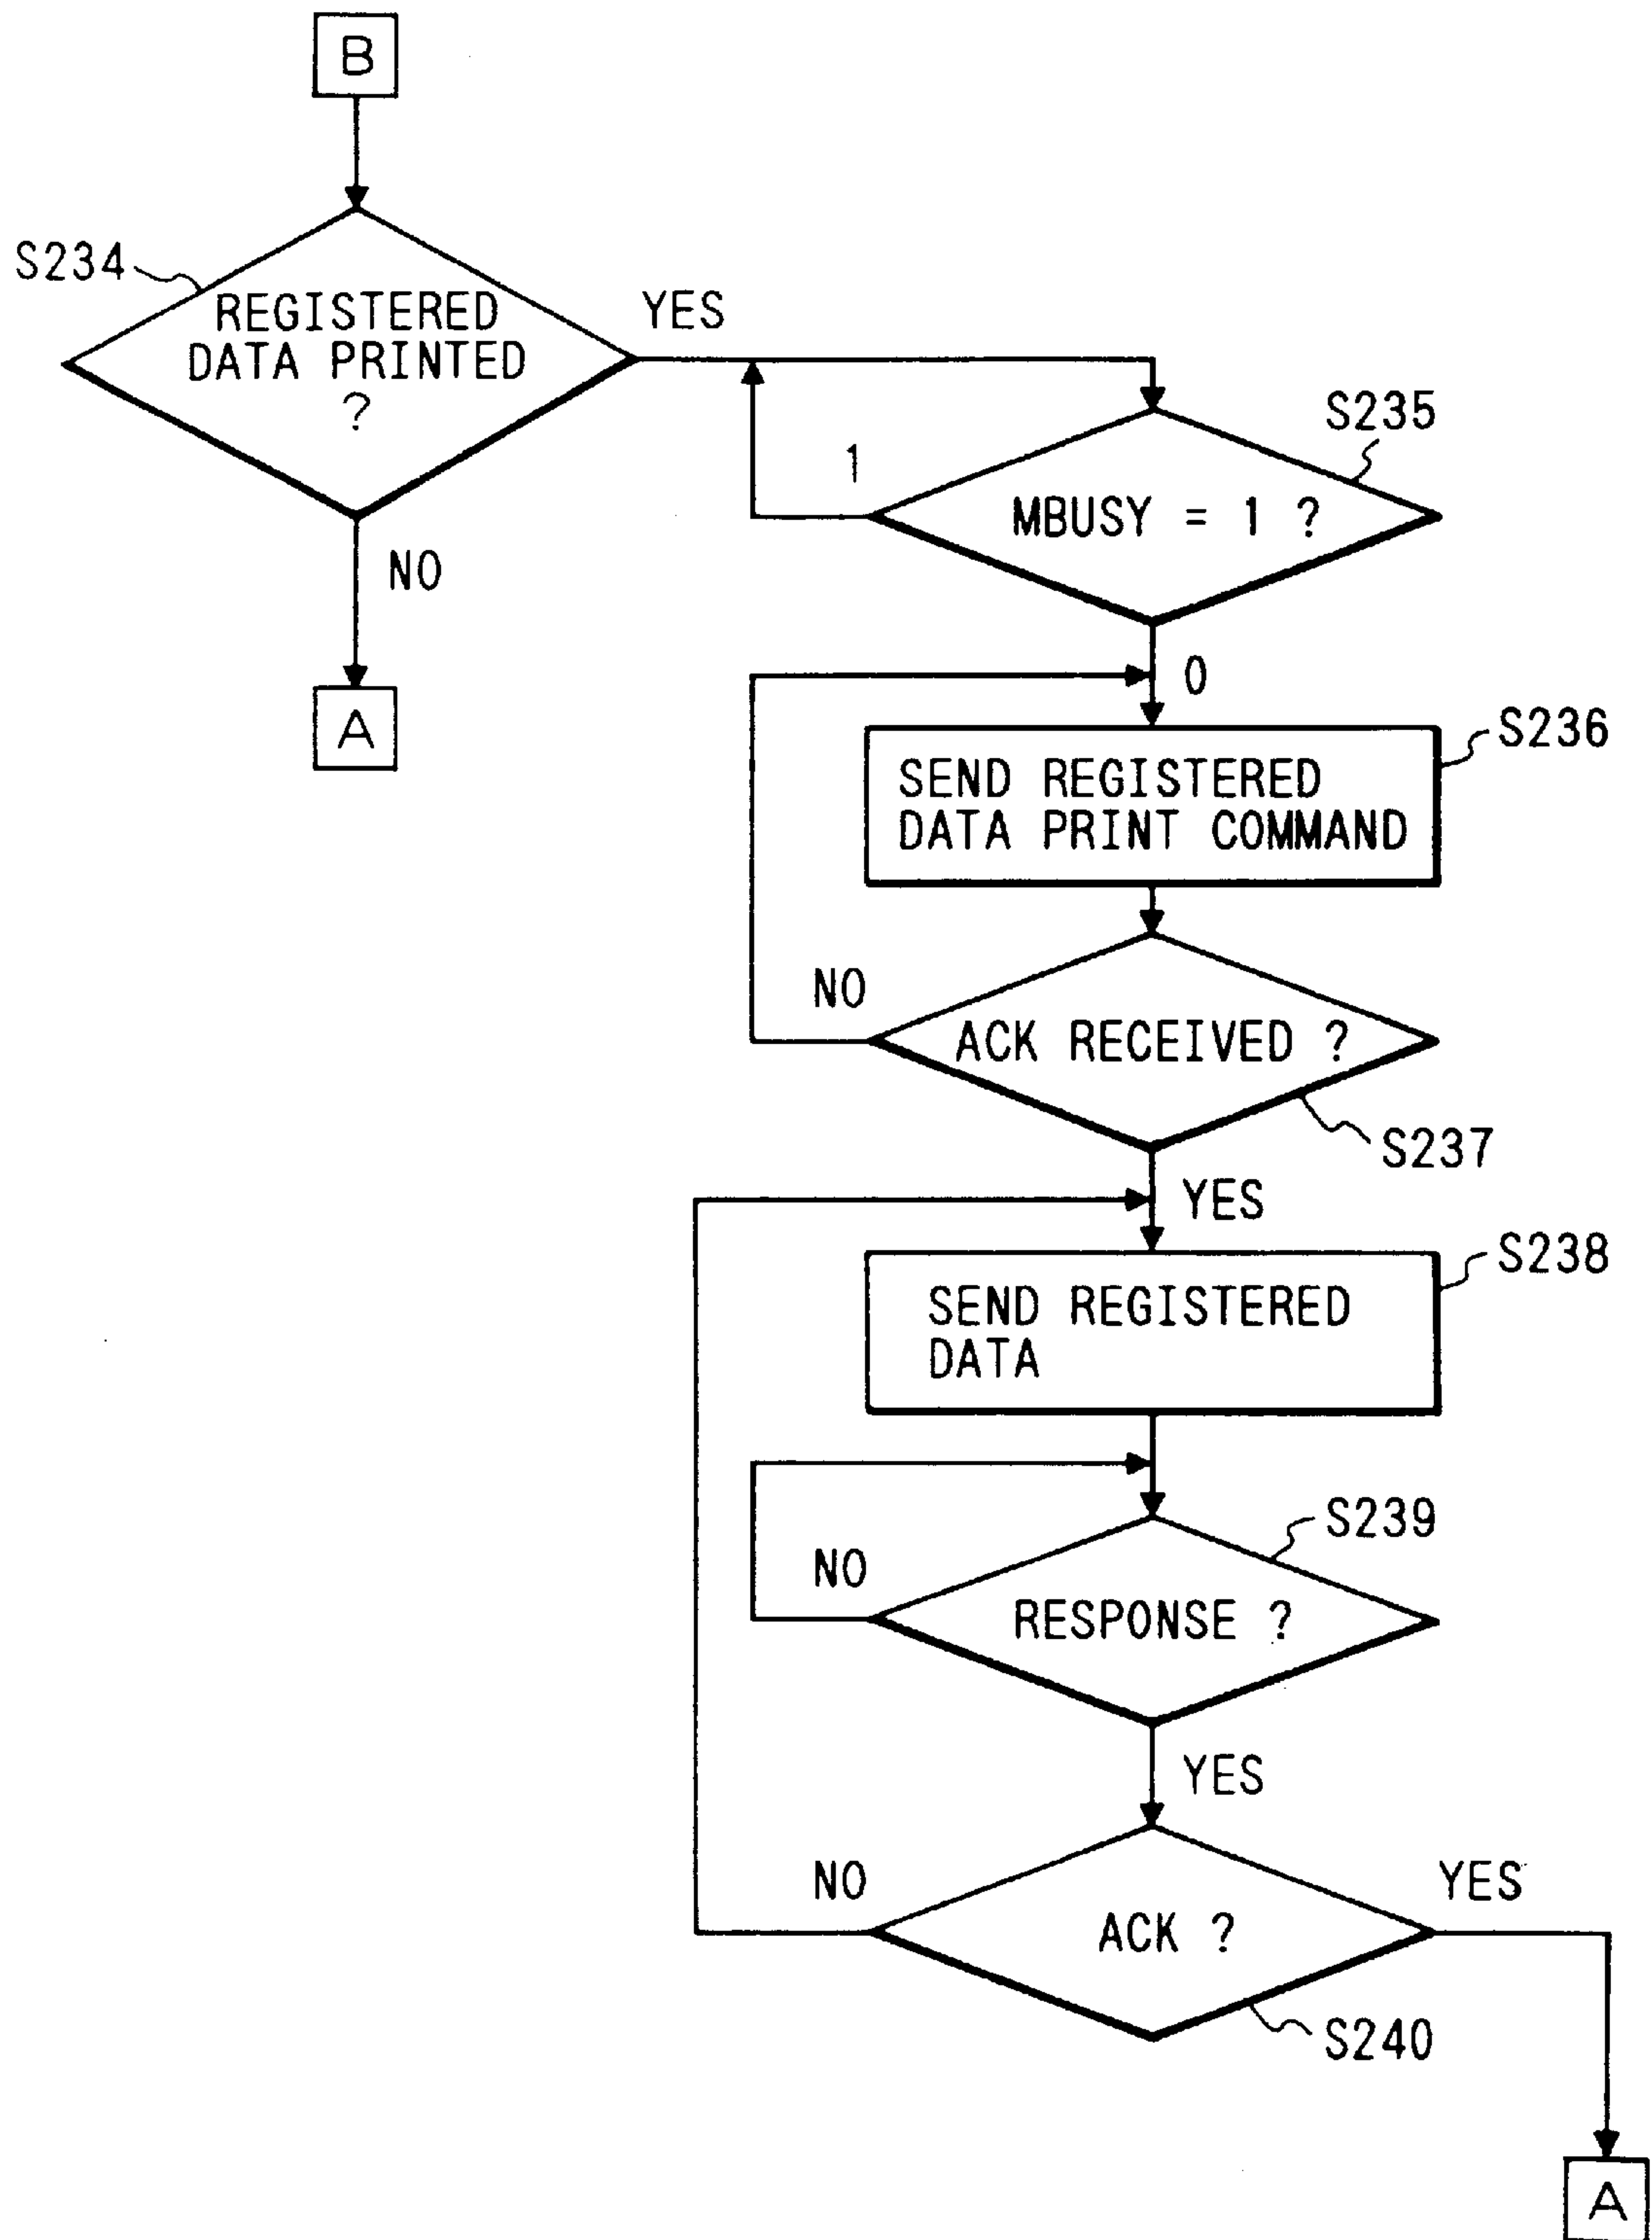 B
S234
REGISTERED
DATA PRINTED
?
YES
NO
A
S235
1
MBUSY = 1 ?
0
S236
SEND REGISTERED
DATA PRINT COMMAND
NO
ACK RECEIVED ?
S237
YES
S238
SEND REGISTERED
DATA
S239
NO
RESPONSE ?
YES
NO
YES
ACK ?
S240
A